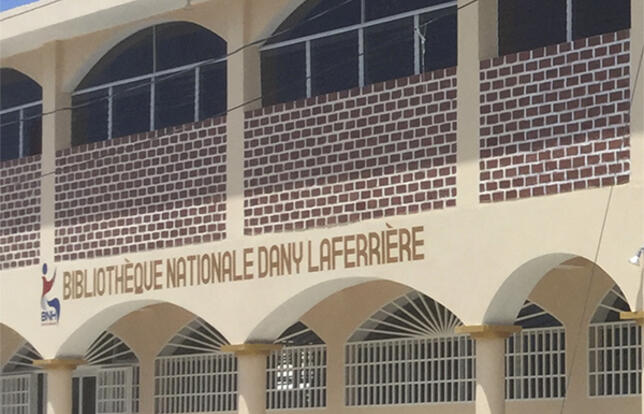 BIBLIOTHÈQUE NATIONALE DANY LAFERRIÈRE
BNH